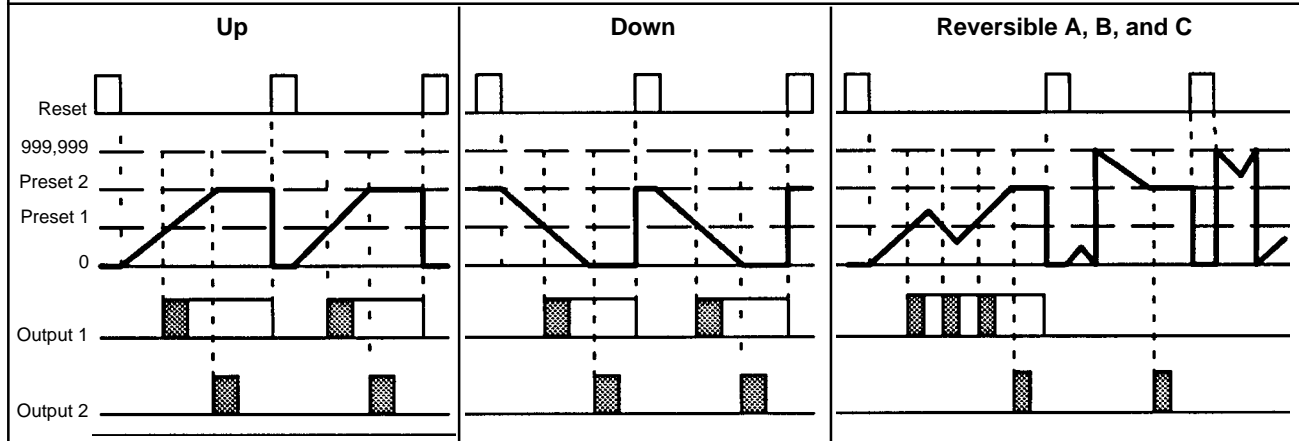 Up Down Reversible A, B, and C
Reset
999,999
Preset 2
Preset 1
0
Output 1
Output 2